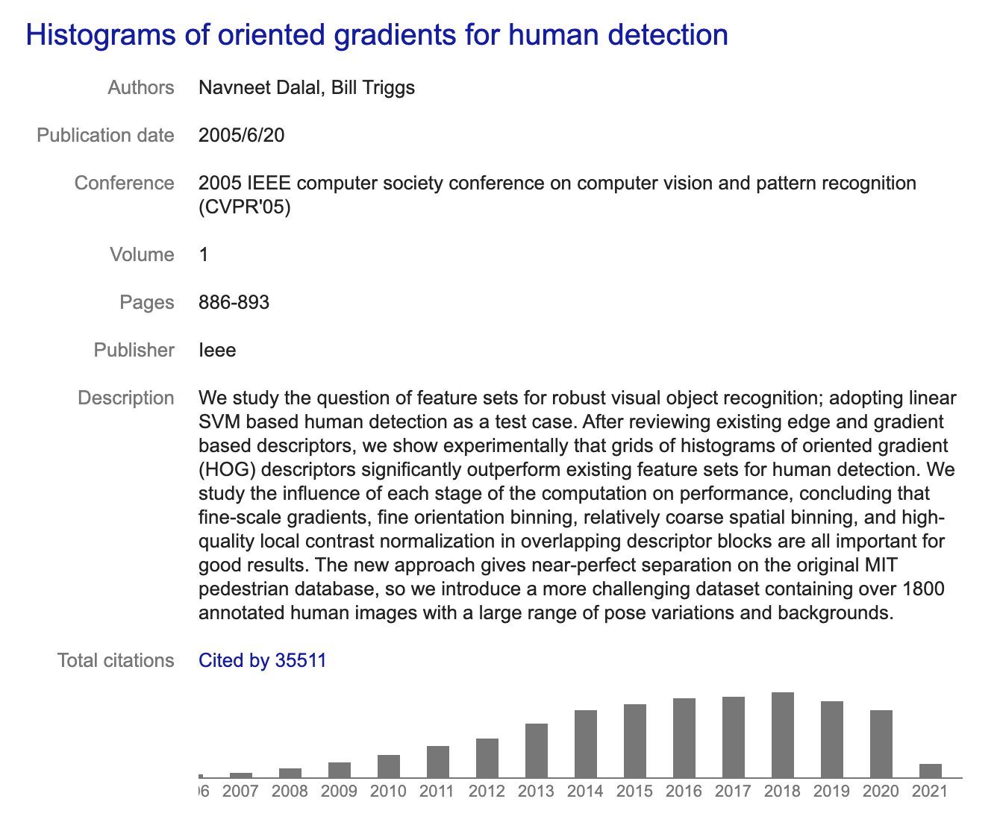 Histograms of oriented gradients for human detection
Authors Navneet Dalal, Bill Triggs
Publication date 2005/6/20
Conference 2005 IEEE computer society conference on computer vision and pattern recognition
(CVPR'05)
Volume 1
Pages 886-893
Publisher Ieee
Description We study the question of feature sets for robust visual object recognition; adopting linear
SVM based human detection as a test case. After reviewing existing edge and gradient
based descriptors, we show experimentally that grids of histograms of oriented gradient
(HOG) descriptors significantly outperform existing feature sets for human detection. We
study the influence of each stage of the computation on performance, concluding that
fine-scale gradients, fine orientation binning, relatively coarse spatial binning, and high-
quality local contrast normalization in overlapping descriptor blocks are all important for
good results. The new approach gives near-perfect separation on the original MIT
pedestrian database, so we introduce a more challenging dataset containing over 1800
annotated human images with a large range of pose variations and backgrounds.
Total citations Cited by 35511
2007 2008 2009 2010 2011 2012 2013 2014 2015 2016 2017 2018 2019 2020 2021